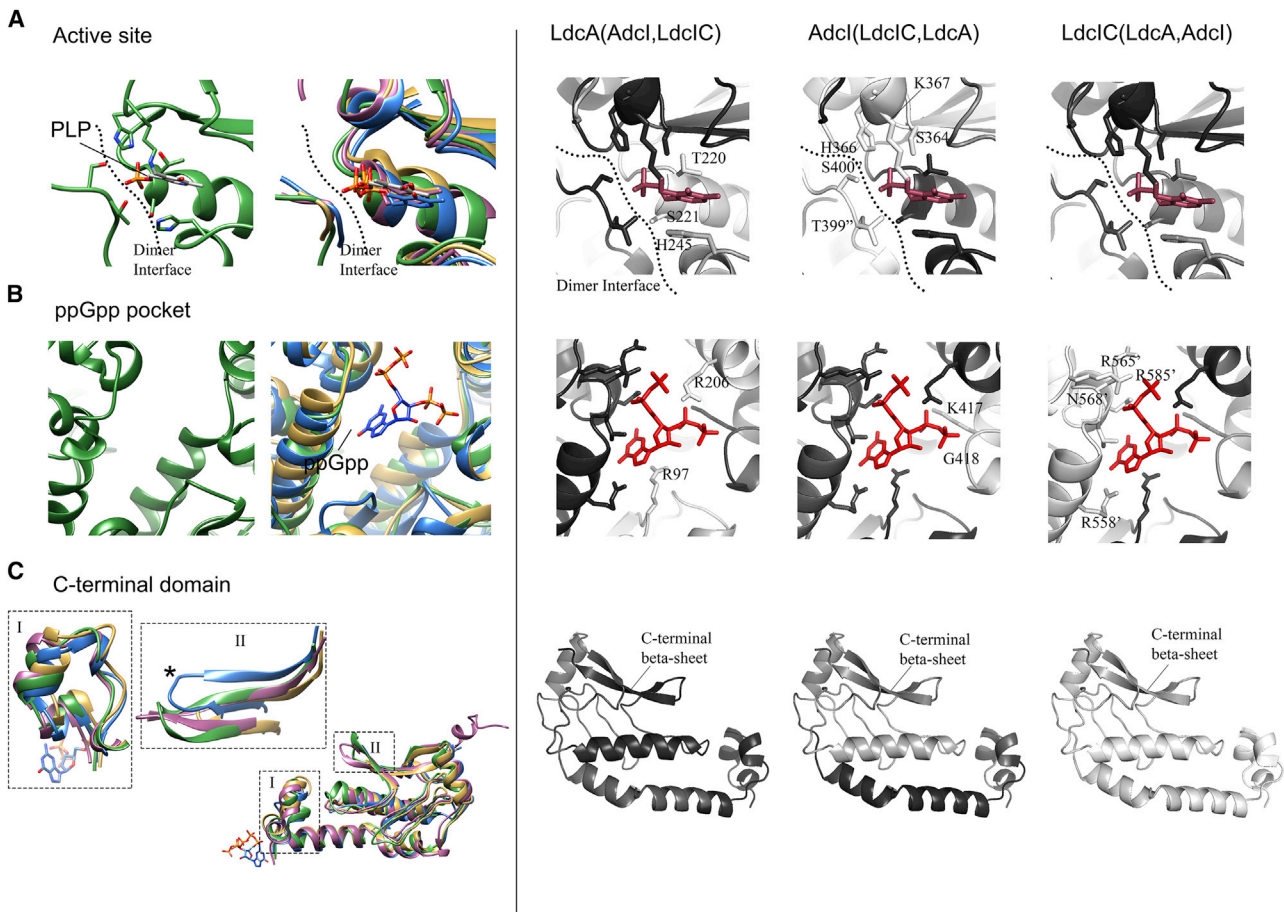 A
Active site
PLP
Dimer
Interface
Dimer
Interface
LdcA(AdcI,LdcIC)
T220
S221
H245
Dimer Interface
AdcI(LdcIC,LdcA)
K367
H366
S364
S400'
T399"
LdcIC(LdcA,AdcI)
B
ppGpp pocket
ppGpp
R206
R97
K417
G418
R565'
R585'
N568'
R558'
C
C-terminal domain
I
II
*
I
II
C-terminal
beta-sheet
C-terminal
beta-sheet
C-terminal
beta-sheet